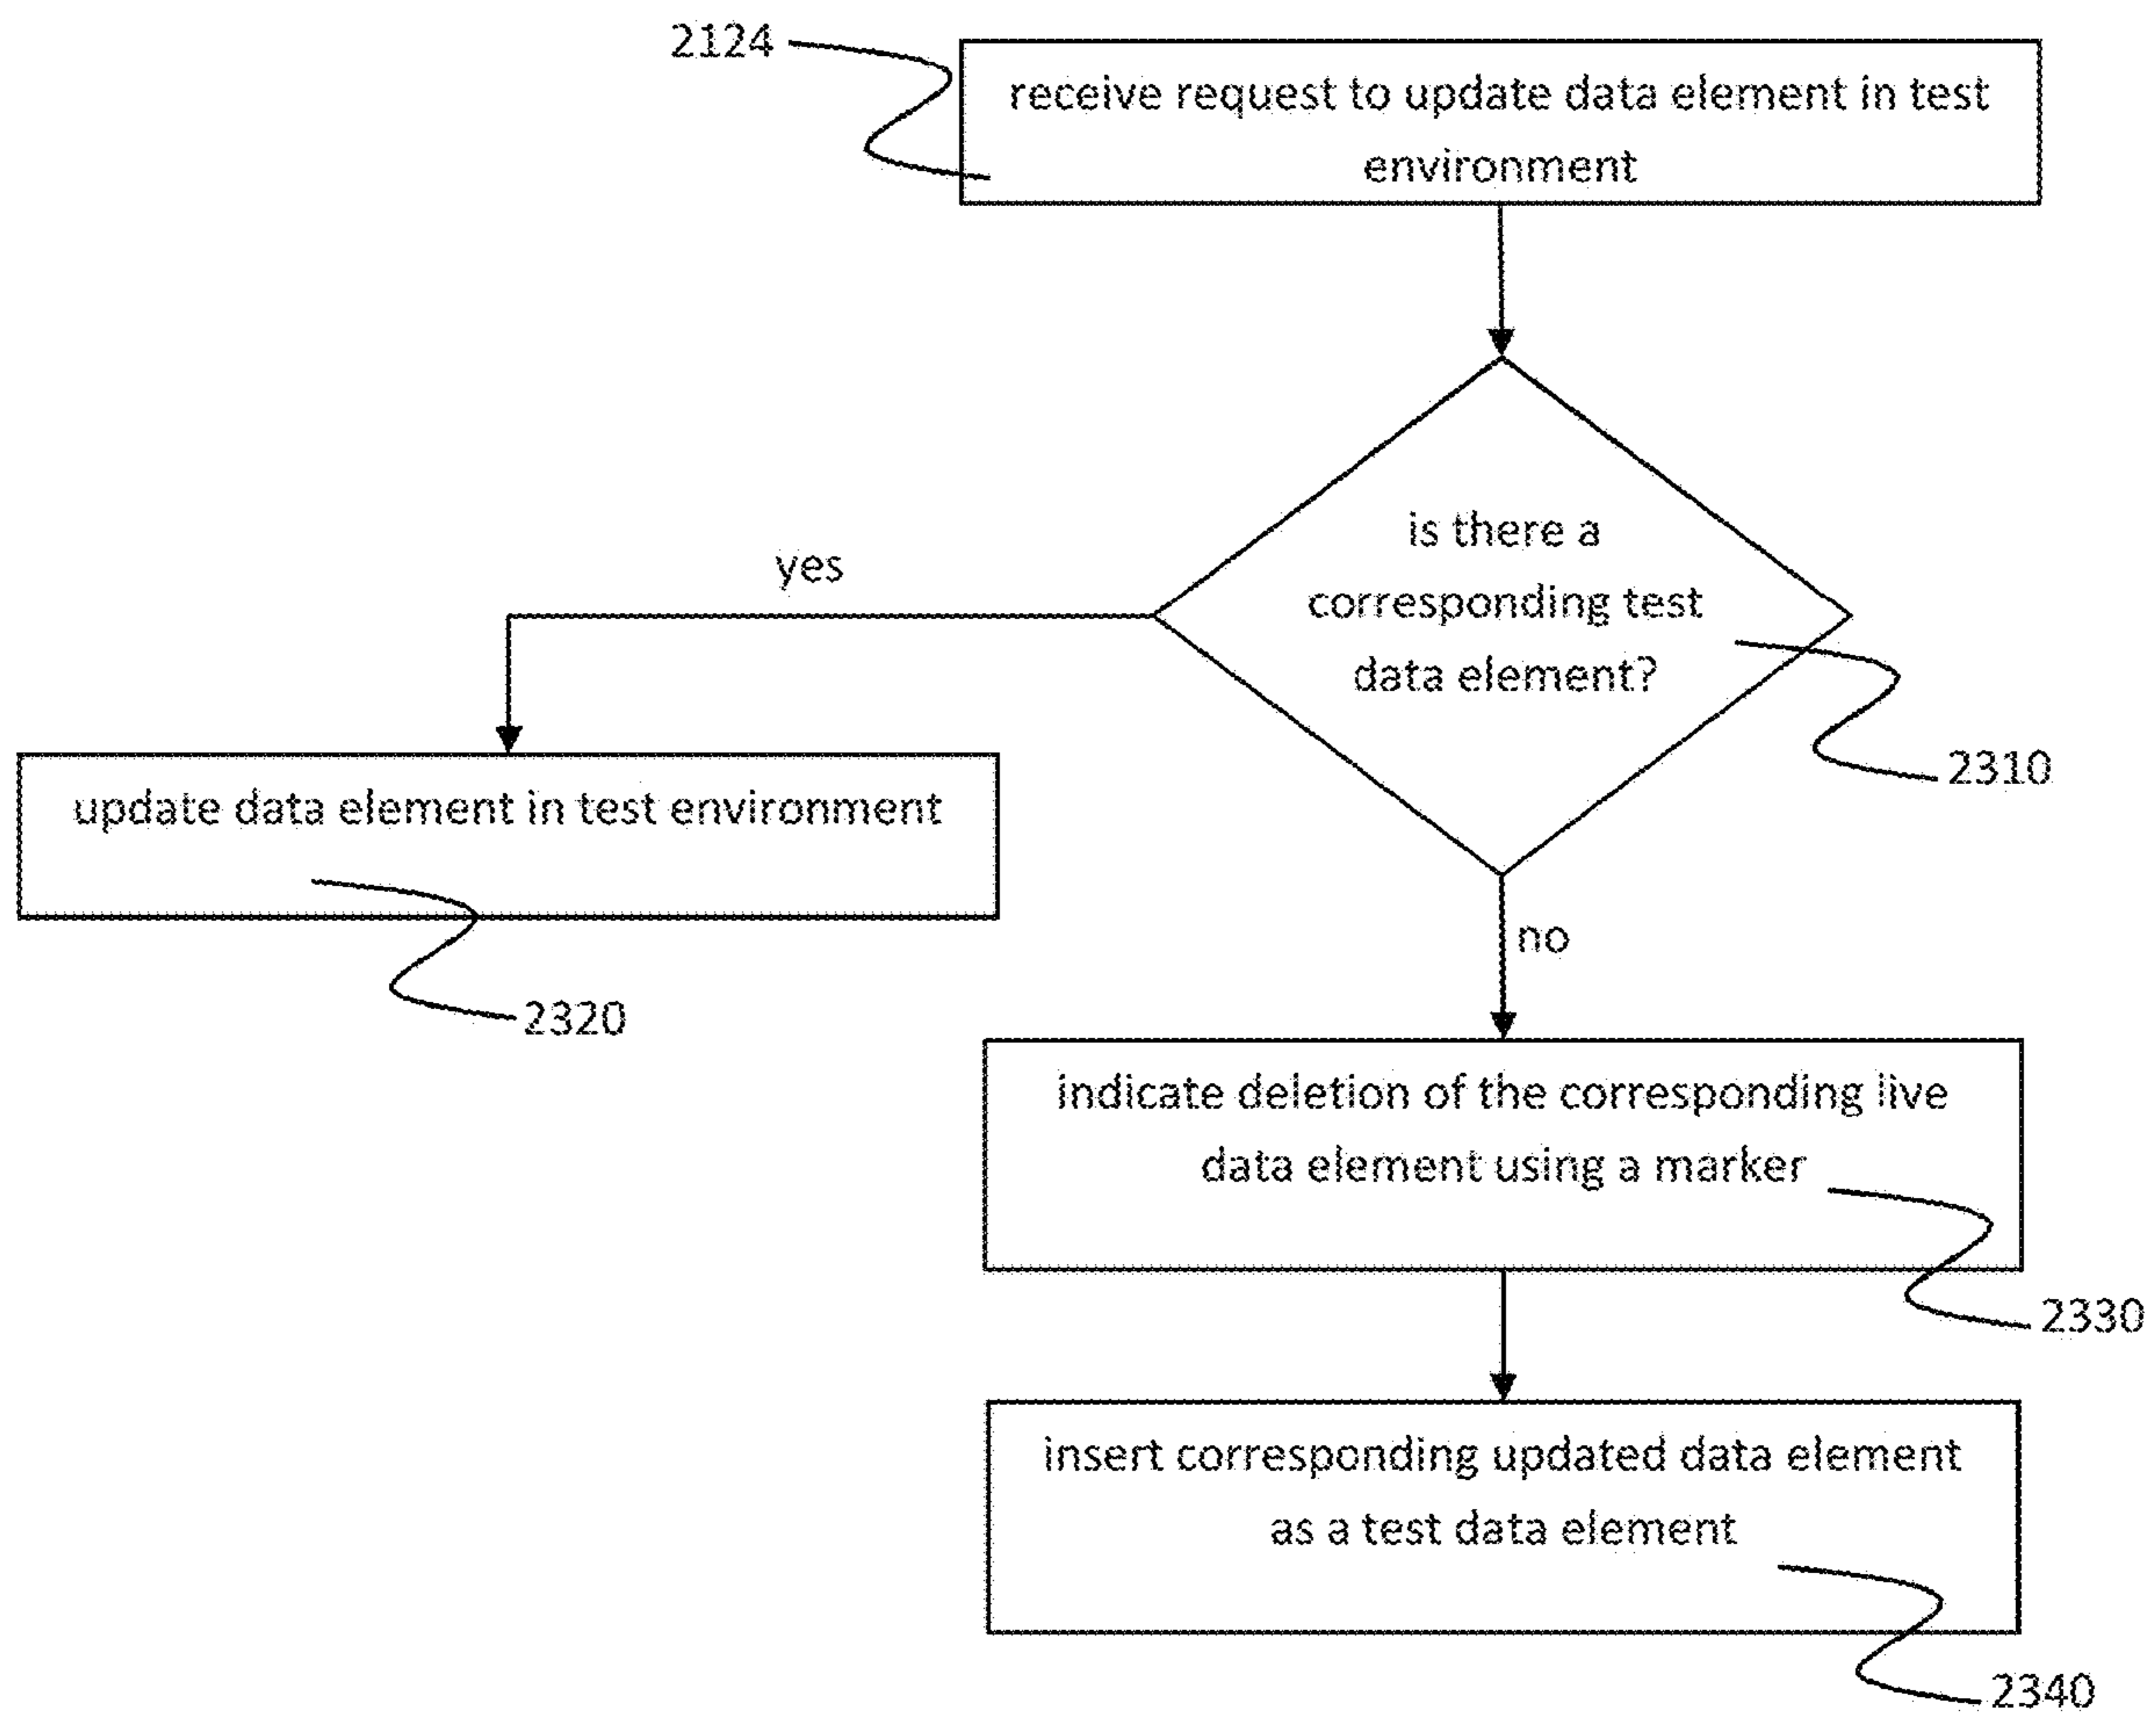 2124
receive request to update data element in test
environment
is there a
corresponding test
data element?
2310
yes
update data element in test environment
2320
no
indicate deletion of the corresponding live
data element using a marker
2330
insert corresponding updated data element
as a test data element
2340